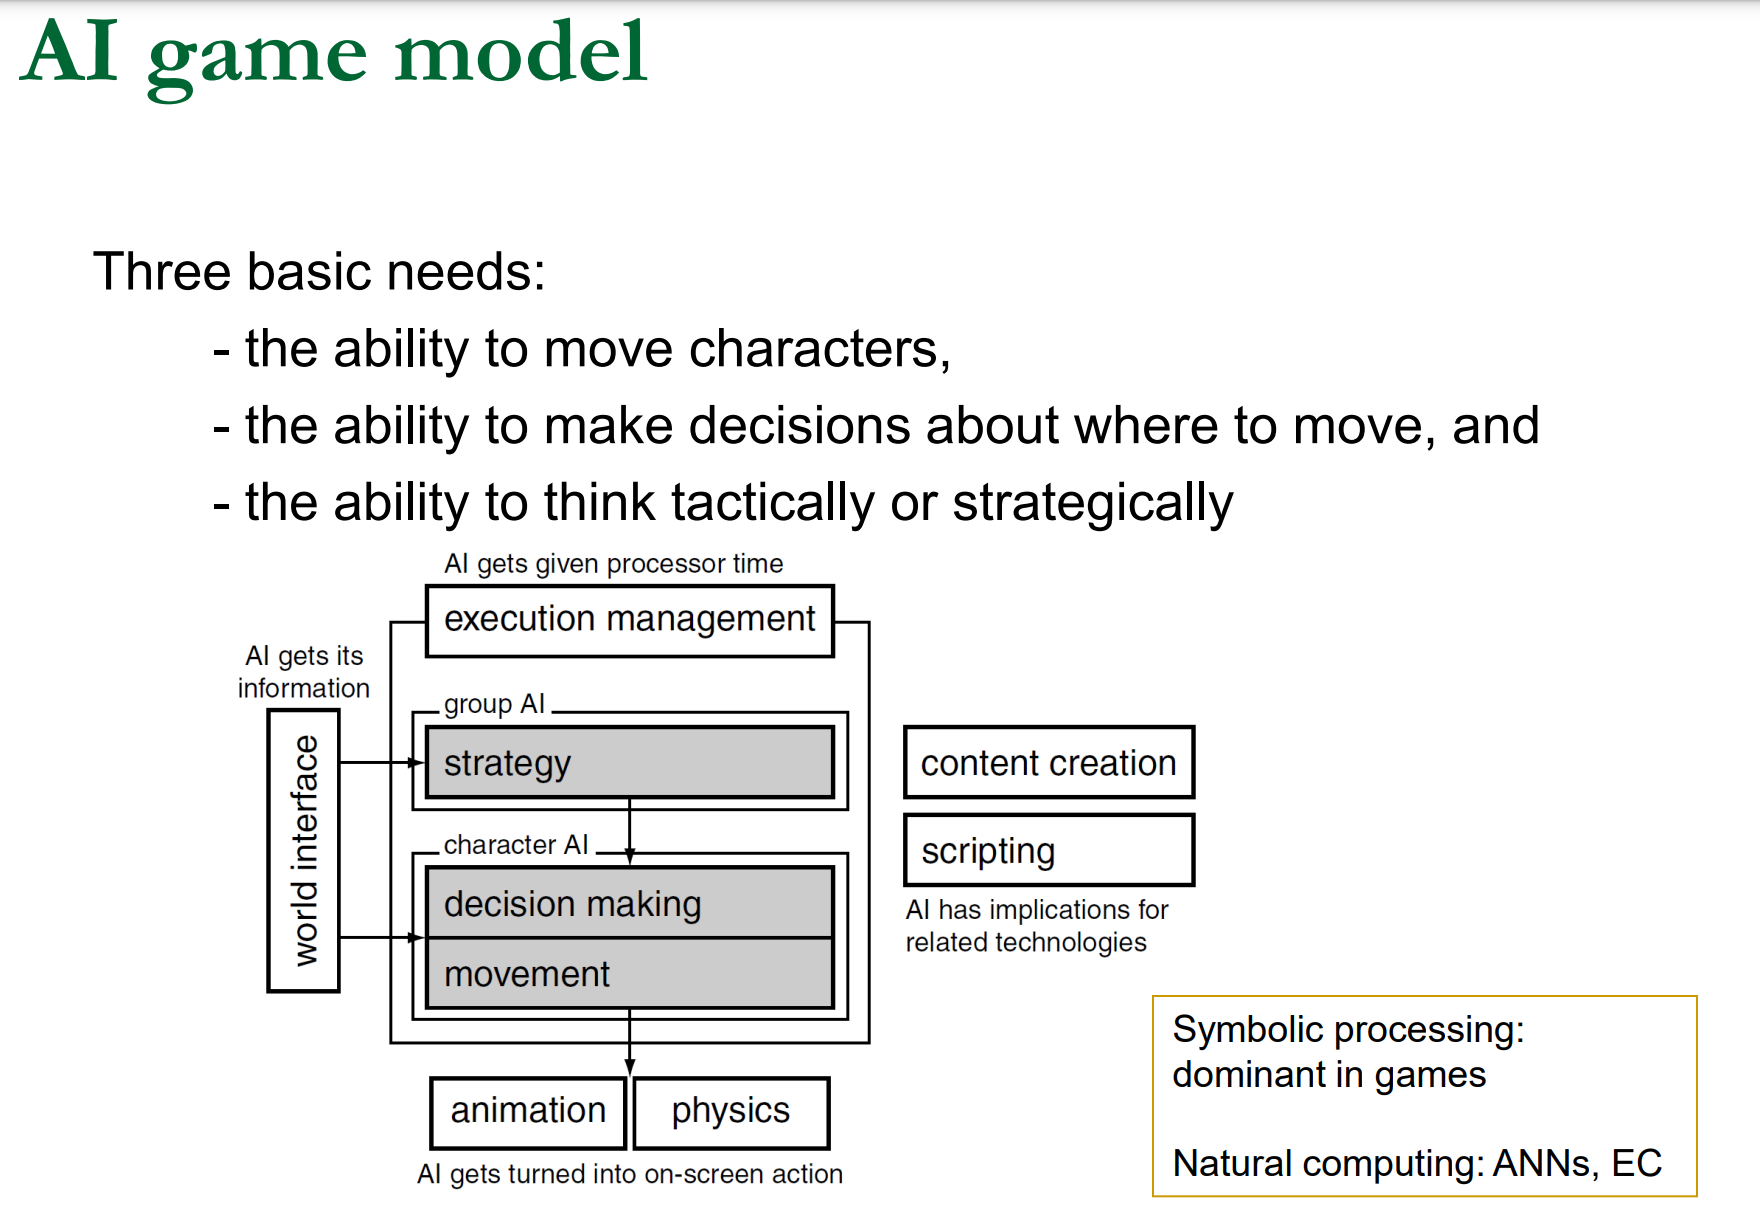 AI game model
Three basic needs:
- the ability to move characters,
- the ability to make decisions about where to move, and
- the ability to think tactically or strategically
AI gets given processor time
execution management
AI gets its
information
world interface
group AI
strategy
character AI
decision making
movement
content creation
scripting
AI has implications for
related technologies
animation
physics
AI gets turned into on-screen action
Symbolic processing:
dominant in games
Natural computing: ANNs, EC